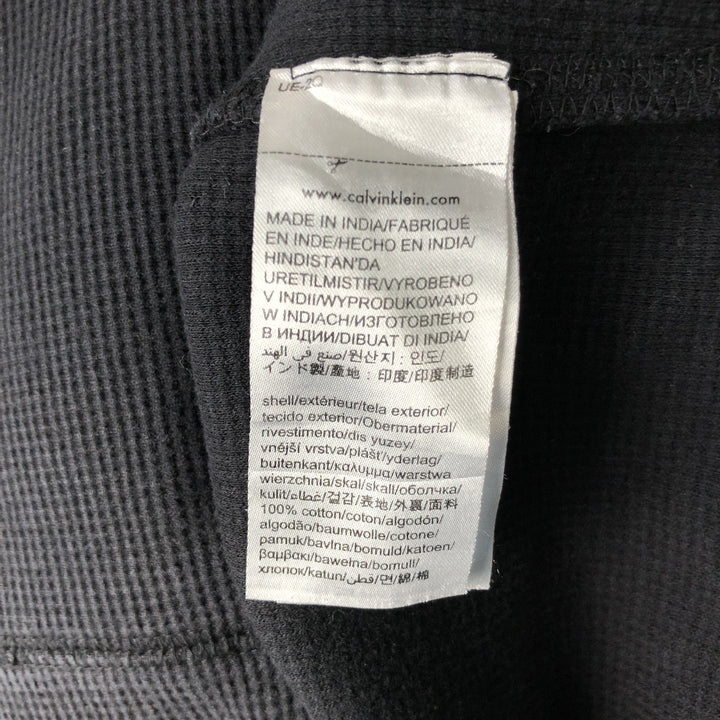 UE-2Q
www.calvinklein.com
MADE IN INDIA/FABRIQUÉ
EN INDE/HECHO EN INDIA/
HINDISTAN'DA
URETILMISTIR/VYROBENO
V INDII/WYPRODUKOWANO
W INDIACH/ИЗГОТОВЛЕНО
В ИНДИИ/DIBUAT DI INDIA/
صنع في الهند/원산지 : 인도/
インド製/產地 : 印度/印度制造
shell/extérieur/tela exterior/
tecido exterior/Obermaterial/
rivestimento/dis yuzey/
vnější vrstva/plášť/yderlag/
buitenkant/καλυμμα/warstwa
wierzchnia/skal/skall/оболчка/
kulit/غطاء/겉감/表地/外裏/面料
100% cotton/coton/algodón/
algodão/baumwolle/cotone/
pamuk/bavlna/bomuld/katoen/
βαμβακι/bawełna/bomull/
хлопок/katun/قطن/면/綿/棉